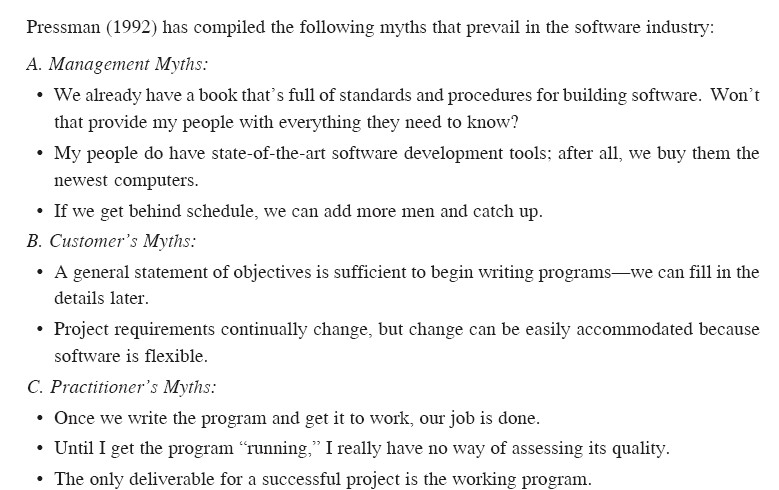 Pressman (1992) has compiled the following myths that prevail in the software industry:
A. Management Myths:
• We already have a book that’s full of standards and procedures for building software. Won’t
that provide my people with everything they need to know?
• My people do have state-of-the-art software development tools; after all, we buy them the
newest computers.
• If we get behind schedule, we can add more men and catch up.
B. Customer’s Myths:
• A general statement of objectives is sufficient to begin writing programs—we can fill in the
details later.
• Project requirements continually change, but change can be easily accommodated because
software is flexible.
C. Practitioner’s Myths:
• Once we write the program and get it to work, our job is done.
• Until I get the program “running,” I really have no way of assessing its quality.
• The only deliverable for a successful project is the working program.